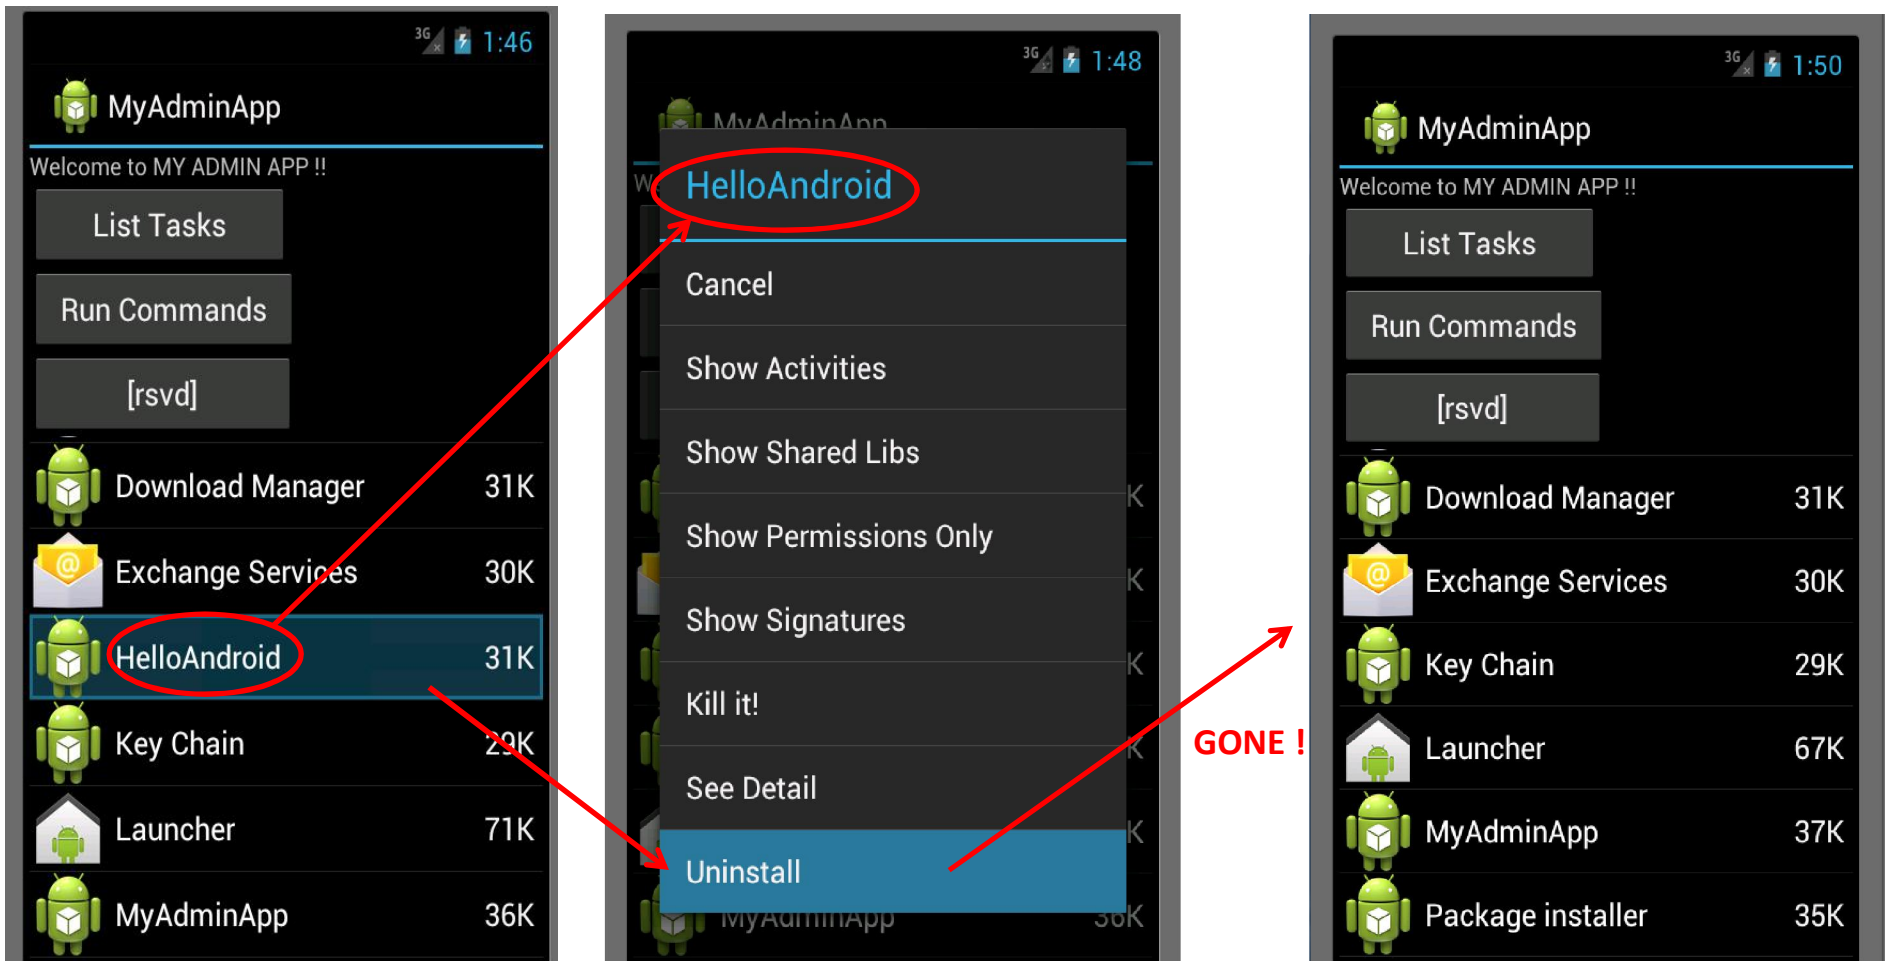 3G 1:46
MyAdminApp
Welcome to MY ADMIN APP !!
List Tasks
Run Commands
[rsvd]
Download Manager 31K
Exchange Services 30K
HelloAndroid 31K
Key Chain 29K
Launcher 71K
MyAdminApp 36K
3G 1:48
MyAdminApp
HelloAndroid
Cancel
Show Activities
Show Shared Libs
Show Permissions Only
Show Signatures
Kill it!
See Detail
Uninstall
MyAdminApp 36K
GONE !
3G 1:50
MyAdminApp
Welcome to MY ADMIN APP !!
List Tasks
Run Commands
[rsvd]
Download Manager 31K
Exchange Services 30K
Key Chain 29K
Launcher 67K
MyAdminApp 37K
Package installer 35K